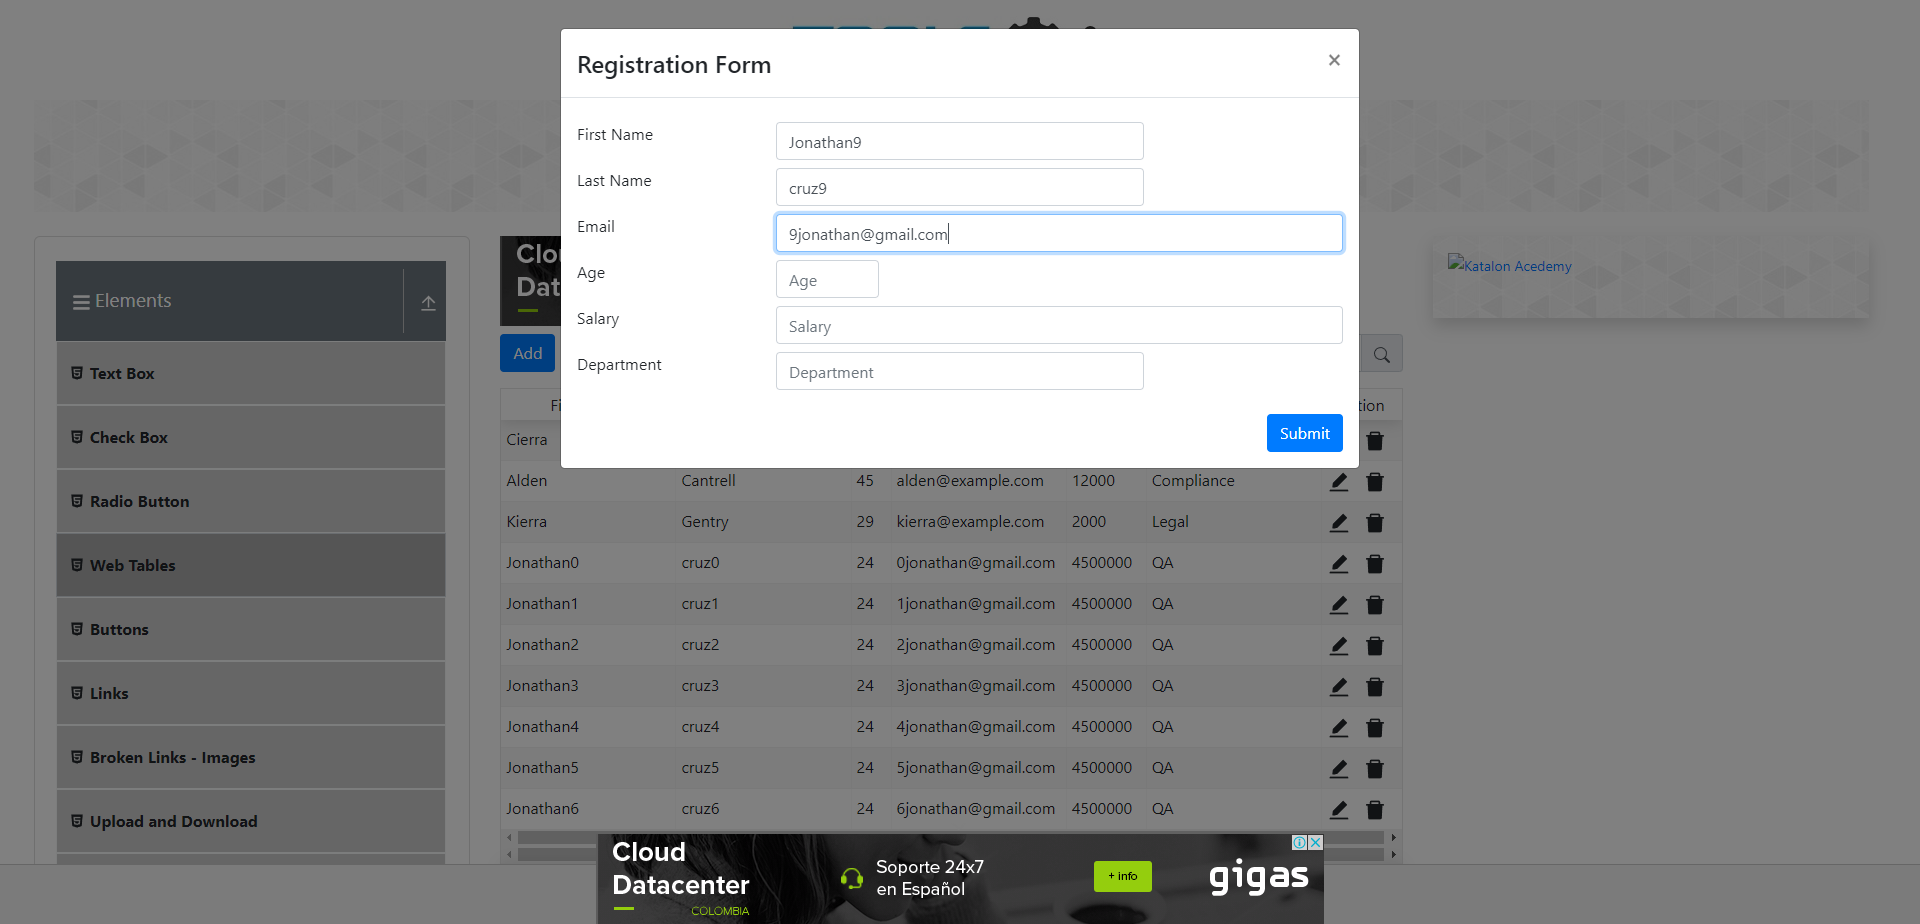 Registration Form
×
First Name
Jonathan9
Last Name
cruz9
Email
9jonathan@gmail.com
Age
Age
Salary
Salary
Department
Department
Submit
Elements
Text Box
Check Box
Radio Button
Web Tables
Buttons
Links
Broken Links - Images
Upload and Download
Add
Katalon Acedemy
Cierra
Alden Cantrell 45 alden@example.com 12000 Compliance
Kierra Gentry 29 kierra@example.com 2000 Legal
Jonathan0 cruz0 24 0jonathan@gmail.com 4500000 QA
Jonathan1 cruz1 24 1jonathan@gmail.com 4500000 QA
Jonathan2 cruz2 24 2jonathan@gmail.com 4500000 QA
Jonathan3 cruz3 24 3jonathan@gmail.com 4500000 QA
Jonathan4 cruz4 24 4jonathan@gmail.com 4500000 QA
Jonathan5 cruz5 24 5jonathan@gmail.com 4500000 QA
Jonathan6 cruz6 24 6jonathan@gmail.com 4500000 QA
Cloud
Datacenter
COLOMBIA
Soporte 24x7
en Español
+ info
gigas